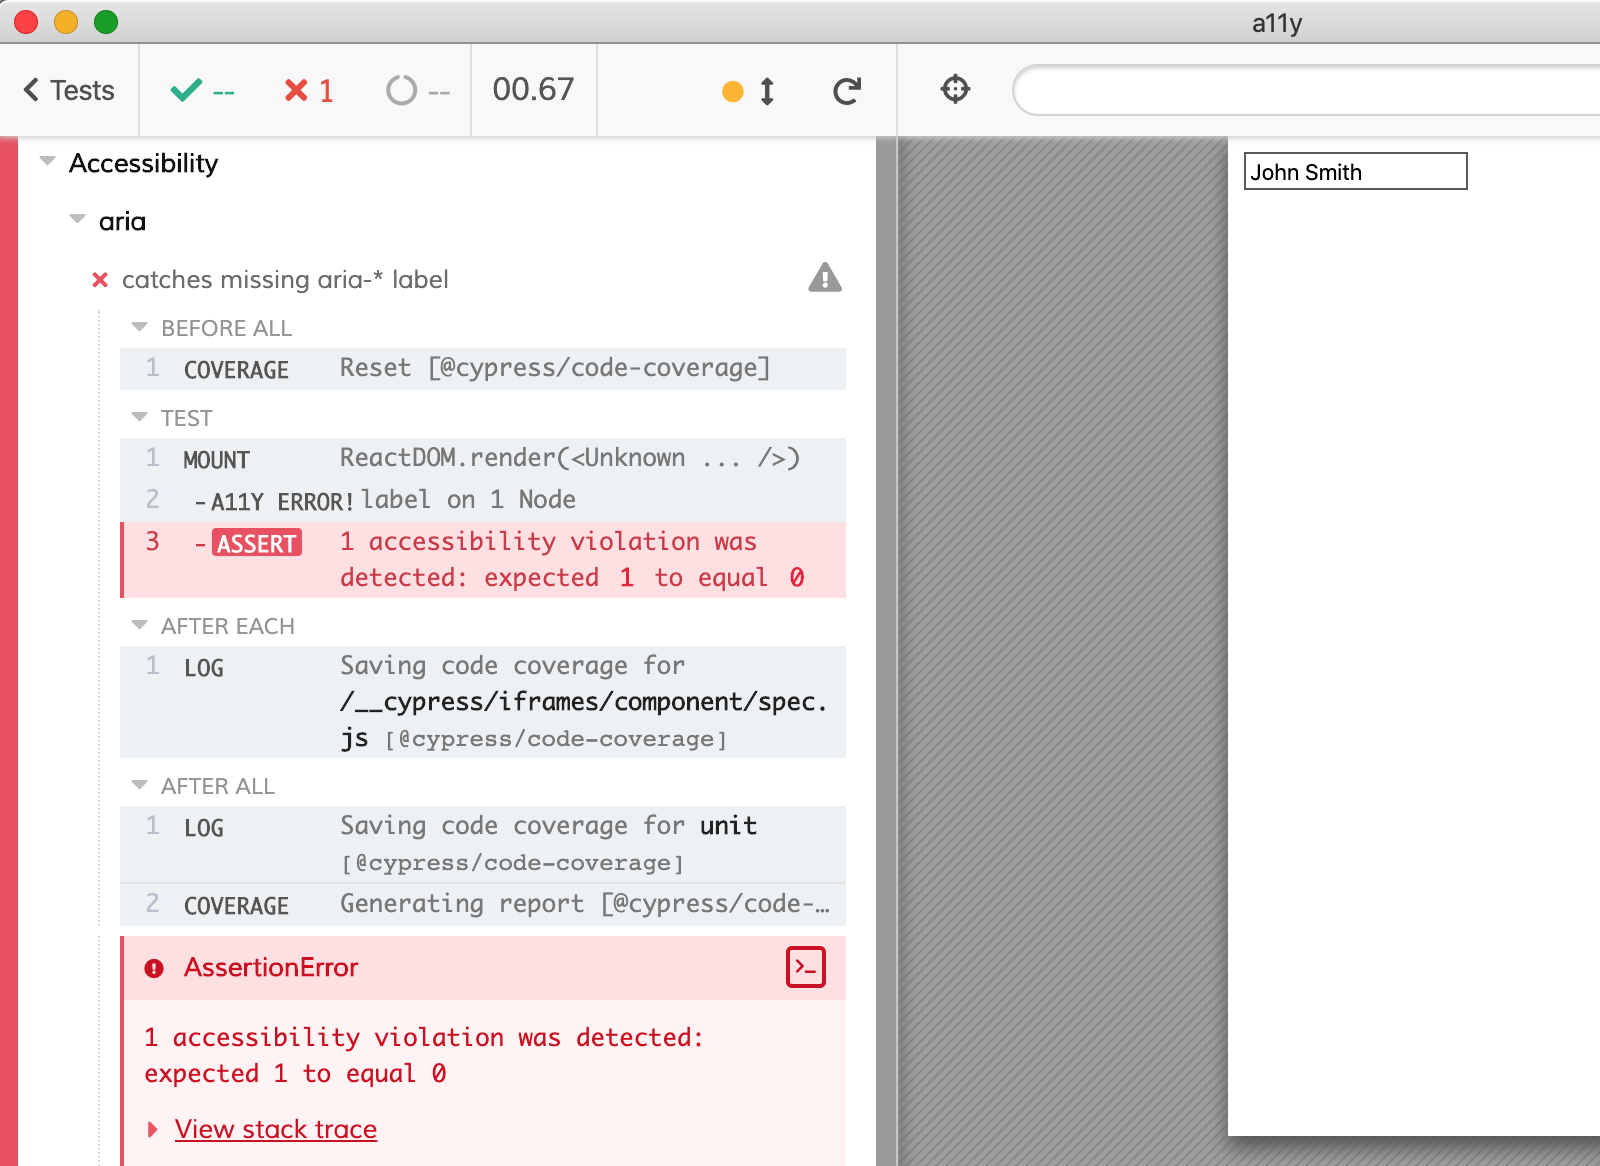 a11y
Tests
--
1
--
00.67
Accessibility
aria
catches missing aria-* label
BEFORE ALL
1 COVERAGE Reset [@cypress/code-coverage]
TEST
1 MOUNT ReactDOM.render(<Unknown ... />)
2 -A11Y ERROR! label on 1 Node
3 -ASSERT 1 accessibility violation was
detected: expected 1 to equal 0
AFTER EACH
1 LOG Saving code coverage for
/__cypress/iframes/component/spec.
js [@cypress/code-coverage]
AFTER ALL
1 LOG Saving code coverage for unit
[@cypress/code-coverage]
2 COVERAGE Generating report [@cypress/code-…
AssertionError
1 accessibility violation was detected:
expected 1 to equal 0
View stack trace
John Smith